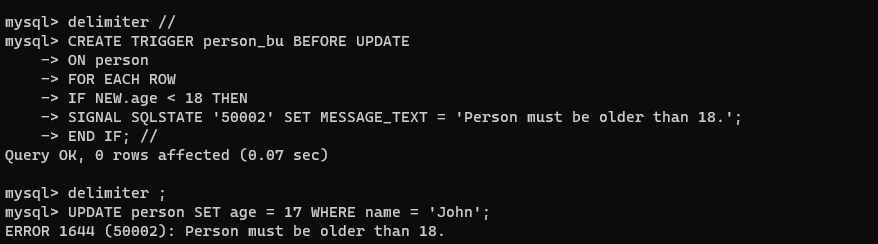 mysql> delimiter //
mysql> CREATE TRIGGER person_bu BEFORE UPDATE
    -> ON person
    -> FOR EACH ROW
    -> IF NEW.age < 18 THEN
    -> SIGNAL SQLSTATE '50002' SET MESSAGE_TEXT = 'Person must be older than 18.';
    -> END IF; //
Query OK, 0 rows affected (0.07 sec)

mysql> delimiter ;
mysql> UPDATE person SET age = 17 WHERE name = 'John';
ERROR 1644 (50002): Person must be older than 18.